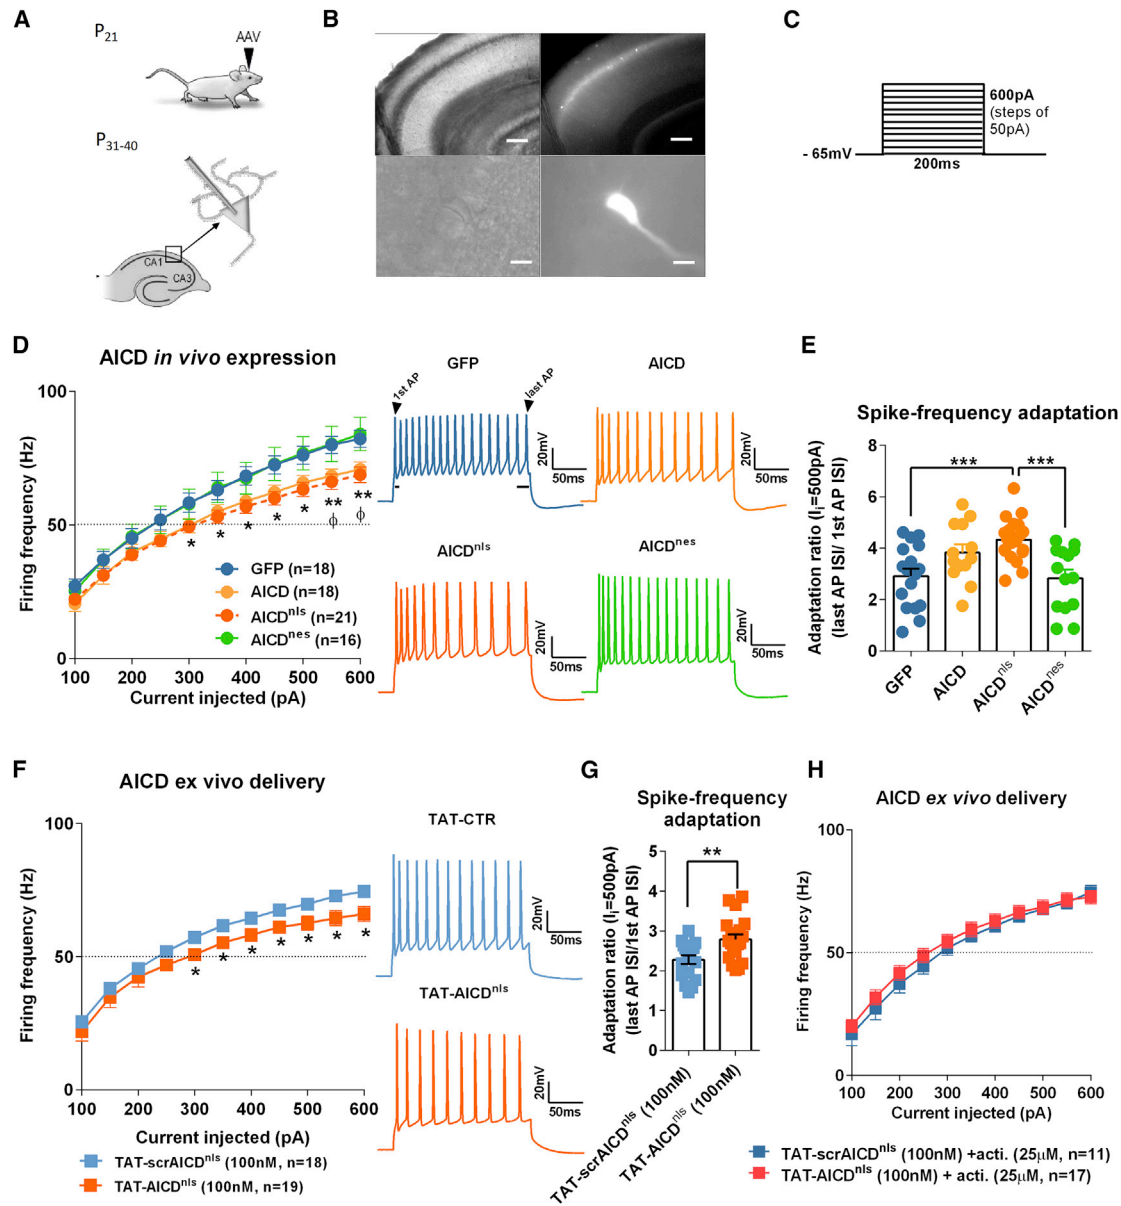 A
P21
AAV
P31-40
CA1
CA3
B
C
600pA
(steps of
50pA)
- 65mV
200ms
D
AICD in vivo expression
Firing frequency (Hz)
100
50
0
* * * * * ** **
ϕ ϕ
GFP (n=18)
AICD (n=18)
AICDnls (n=21)
AICDnes (n=16)
100 200 300 400 500 600
Current injected (pA)
GFP
1st AP
last AP
20mV
50ms
AICD
20mV
50ms
AICDnls
20mV
50ms
AICDnes
20mV
50ms
E
Spike-frequency adaptation
Adaptation ratio (Ii=500pA)
(last AP ISI/ 1st AP ISI)
8
6
4
2
0
*** ***
GFP
AICD
AICDnls
AICDnes
F
AICD ex vivo delivery
Firing frequency (Hz)
100
50
0
* * * * * * *
100 200 300 400 500 600
Current injected (pA)
TAT-scrAICDnls (100nM, n=18)
TAT-AICDnls (100nM, n=19)
TAT-CTR
20mV
50ms
TAT-AICDnls
20mV
50ms
G
Spike-frequency
adaptation
Adaptation ratio (Ii=500pA)
(last AP ISI/1st AP ISI)
5
4
3
2
1
0
**
TAT-scrAICDnls (100nM)
TAT-AICDnls (100nM)
H
AICD ex vivo delivery
Firing frequency (Hz)
100
50
0
100 200 300 400 500 600
Current injected (pA)
TAT-scrAICDnls (100nM) +acti. (25µM, n=11)
TAT-AICDnls (100nM) + acti. (25µM, n=17)